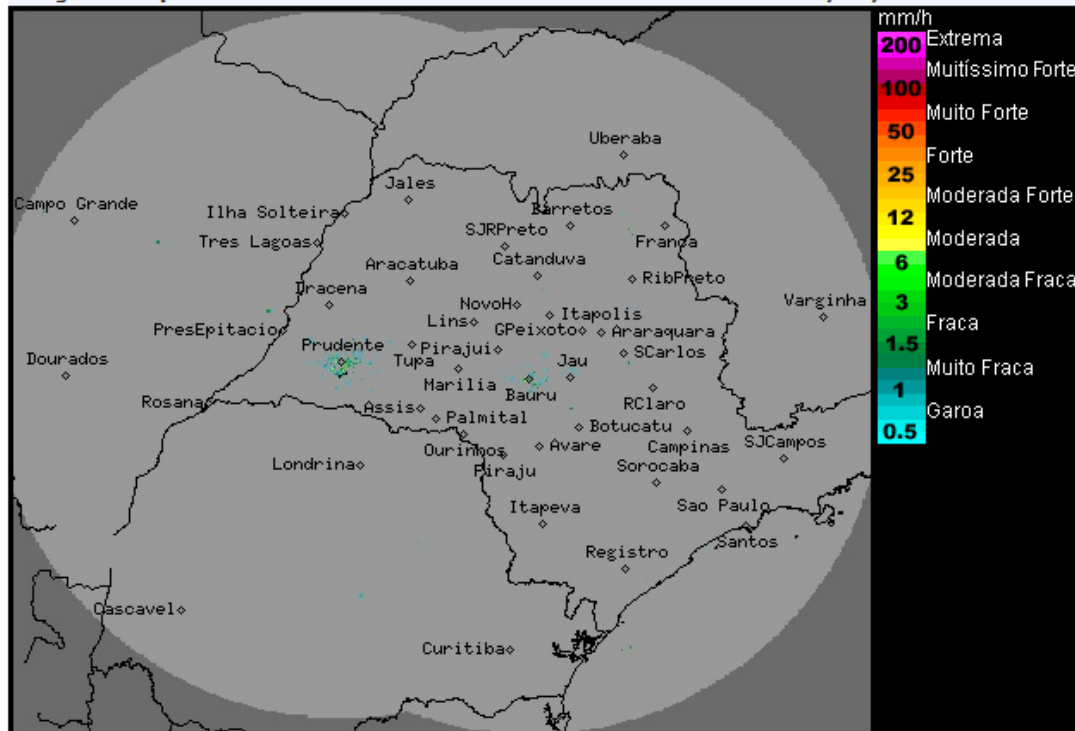 mm/h
200 Extrema
Muitíssimo Forte
100
Muito Forte
50
Forte
25
Moderada Forte
12
Moderada
6
Moderada Fraca
3
Fraca
1.5
Muito Fraca
1
Garoa
0.5
Uberaba
Jales
Campo Grande
Ilha Solteira
Barretos
Tres Lagoas
SJRPreto
Franca
Aracatuba
Catanduva
RibPreto
Dracena
NovoH
Itapolis
Varginha
PresEpitacio
Lins
GPeixoto
Araraquara
Prudente
Tupa
Pirajui
SCarlos
Dourados
Marilia
Jau
Bauru
Rosana
Assis
Palmital
RClaro
Botucatu
Campinas
SJCampos
Ourinhos
Avare
Londrina
Piraju
Sorocaba
Itapeva
Sao Paulo
Santos
Registro
Cascavel
Curitiba